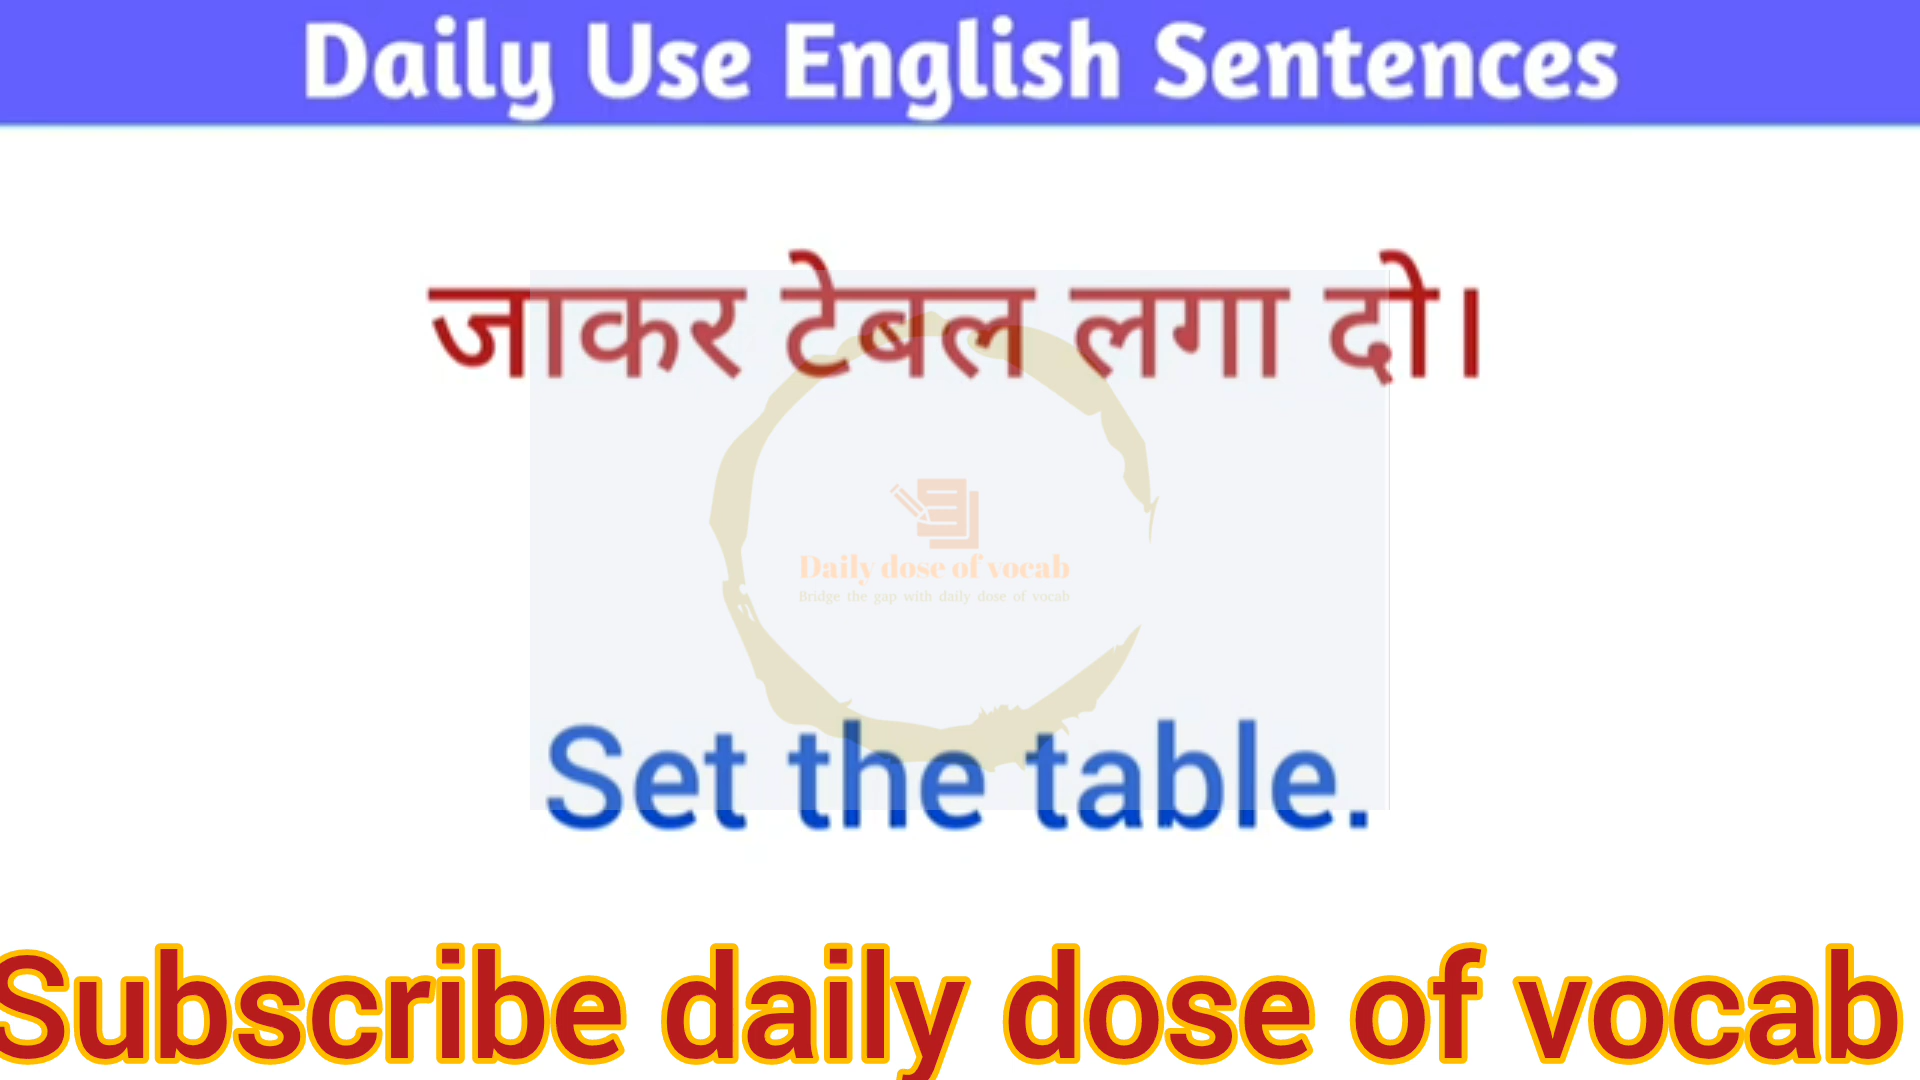 Daily Use English Sentences
जाकर टेबल लगा दो।
Daily dose of vocab
Bridge the gap with daily dose of vocab
Set the table.
Subscribe daily dose of vocab